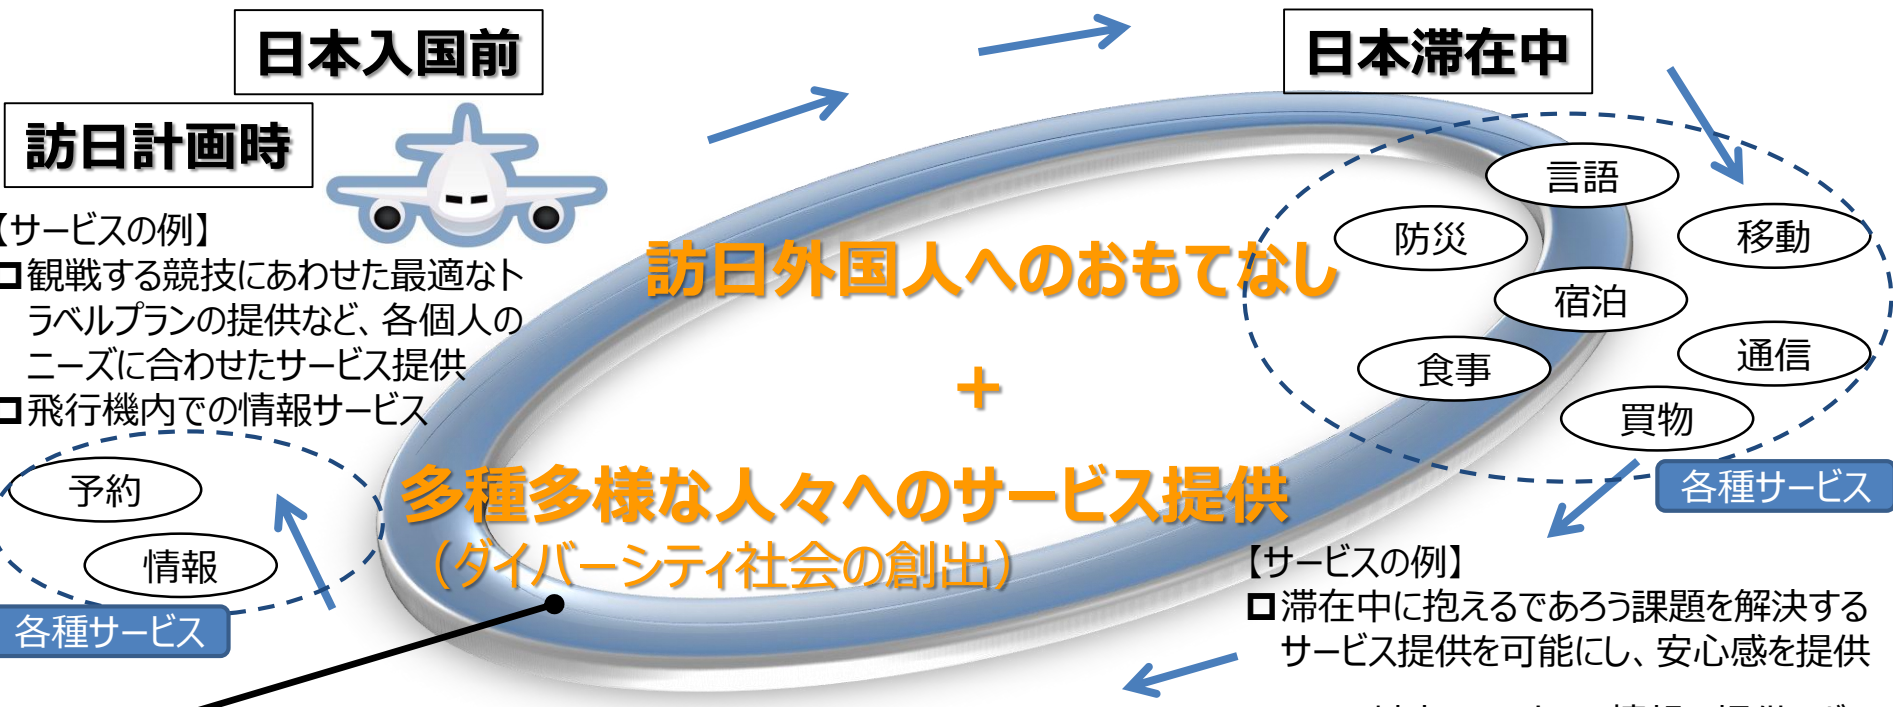 日本入国前
訪日計画時
【サービスの例】
観戦する競技にあわせた最適なト
ラベルプランの提供など、各個人の
ニーズに合わせたサービス提供
飛行機内での情報サービス
予約
情報
各種サービス
訪日外国人へのおもてなし
+
多種多様な人々へのサービス提供
（ダイバーシティ社会の創出）
日本滞在中
言語
防災
移動
宿泊
通信
食事
買物
各種サービス
【サービスの例】
滞在中に抱えるであろう課題を解決する
サービス提供を可能にし、安心感を提供